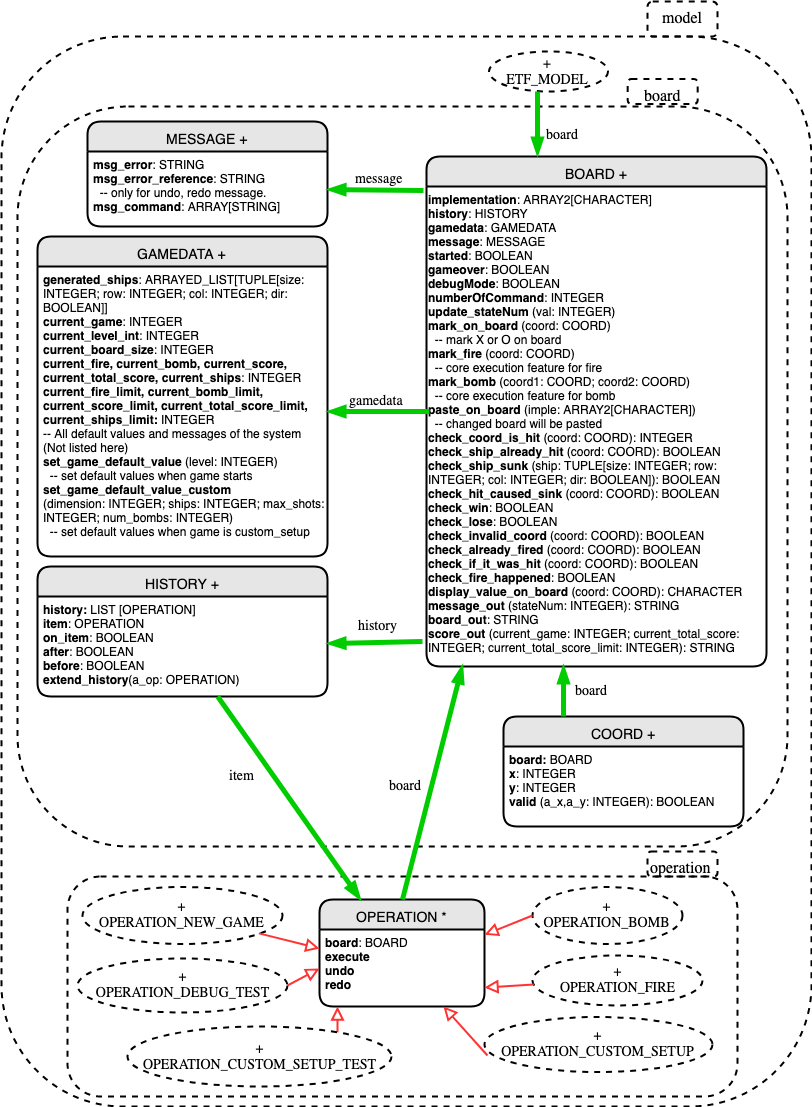 model
+
ETF_MODEL
board
board
MESSAGE +
msg_error: STRING
msg_error_reference: STRING
-- only for undo, redo message.
msg_command: ARRAY[STRING]
message
BOARD +
implementation: ARRAY2[CHARACTER]
history: HISTORY
gamedata: GAMEDATA
message: MESSAGE
started: BOOLEAN
gameover: BOOLEAN
debugMode: BOOLEAN
numberOfCommand: INTEGER
update_stateNum (val: INTEGER)
mark_on_board (coord: COORD)
-- mark X or O on board
mark_fire (coord: COORD)
-- core execution feature for fire
mark_bomb (coord1: COORD; coord2: COORD)
-- core execution feature for bomb
paste_on_board (imple: ARRAY2[CHARACTER])
-- changed board will be pasted
check_coord_is_hit (coord: COORD): INTEGER
check_ship_already_hit (coord: COORD): BOOLEAN
check_ship_sunk (ship: TUPLE[size: INTEGER; row:
INTEGER; col: INTEGER; dir: BOOLEAN]): BOOLEAN
check_hit_caused_sink (coord: COORD): BOOLEAN
check_win: BOOLEAN
check_lose: BOOLEAN
check_invalid_coord (coord: COORD): BOOLEAN
check_already_fired (coord: COORD): BOOLEAN
check_if_it_was_hit (coord: COORD): BOOLEAN
check_fire_happened: BOOLEAN
display_value_on_board (coord: COORD): CHARACTER
message_out (stateNum: INTEGER): STRING
board_out: STRING
score_out (current_game: INTEGER; current_total_score:
INTEGER; current_total_score_limit: INTEGER): STRING
GAMEDATA +
generated_ships: ARRAYED_LIST[TUPLE[size:
INTEGER; row: INTEGER; col: INTEGER; dir:
BOOLEAN]]
current_game: INTEGER
current_level_int: INTEGER
current_board_size: INTEGER
current_fire, current_bomb, current_score,
current_total_score, current_ships: INTEGER
current_fire_limit, current_bomb_limit,
current_score_limit, current_total_score_limit,
current_ships_limit: INTEGER
-- All default values and messages of the system
(Not listed here)
set_game_default_value (level: INTEGER)
-- set default values when game starts
set_game_default_value_custom
(dimension: INTEGER; ships: INTEGER; max_shots:
INTEGER; num_bombs: INTEGER)
-- set default values when game is custom_setup
gamedata
HISTORY +
history: LIST [OPERATION]
item: OPERATION
on_item: BOOLEAN
after: BOOLEAN
before: BOOLEAN
extend_history(a_op: OPERATION)
history
board
COORD +
board: BOARD
x: INTEGER
y: INTEGER
valid (a_x,a_y: INTEGER): BOOLEAN
item
board
operation
OPERATION *
board: BOARD
execute
undo
redo
+
OPERATION_NEW_GAME
+
OPERATION_BOMB
+
OPERATION_DEBUG_TEST
+
OPERATION_FIRE
+
OPERATION_CUSTOM_SETUP_TEST
+
OPERATION_CUSTOM_SETUP